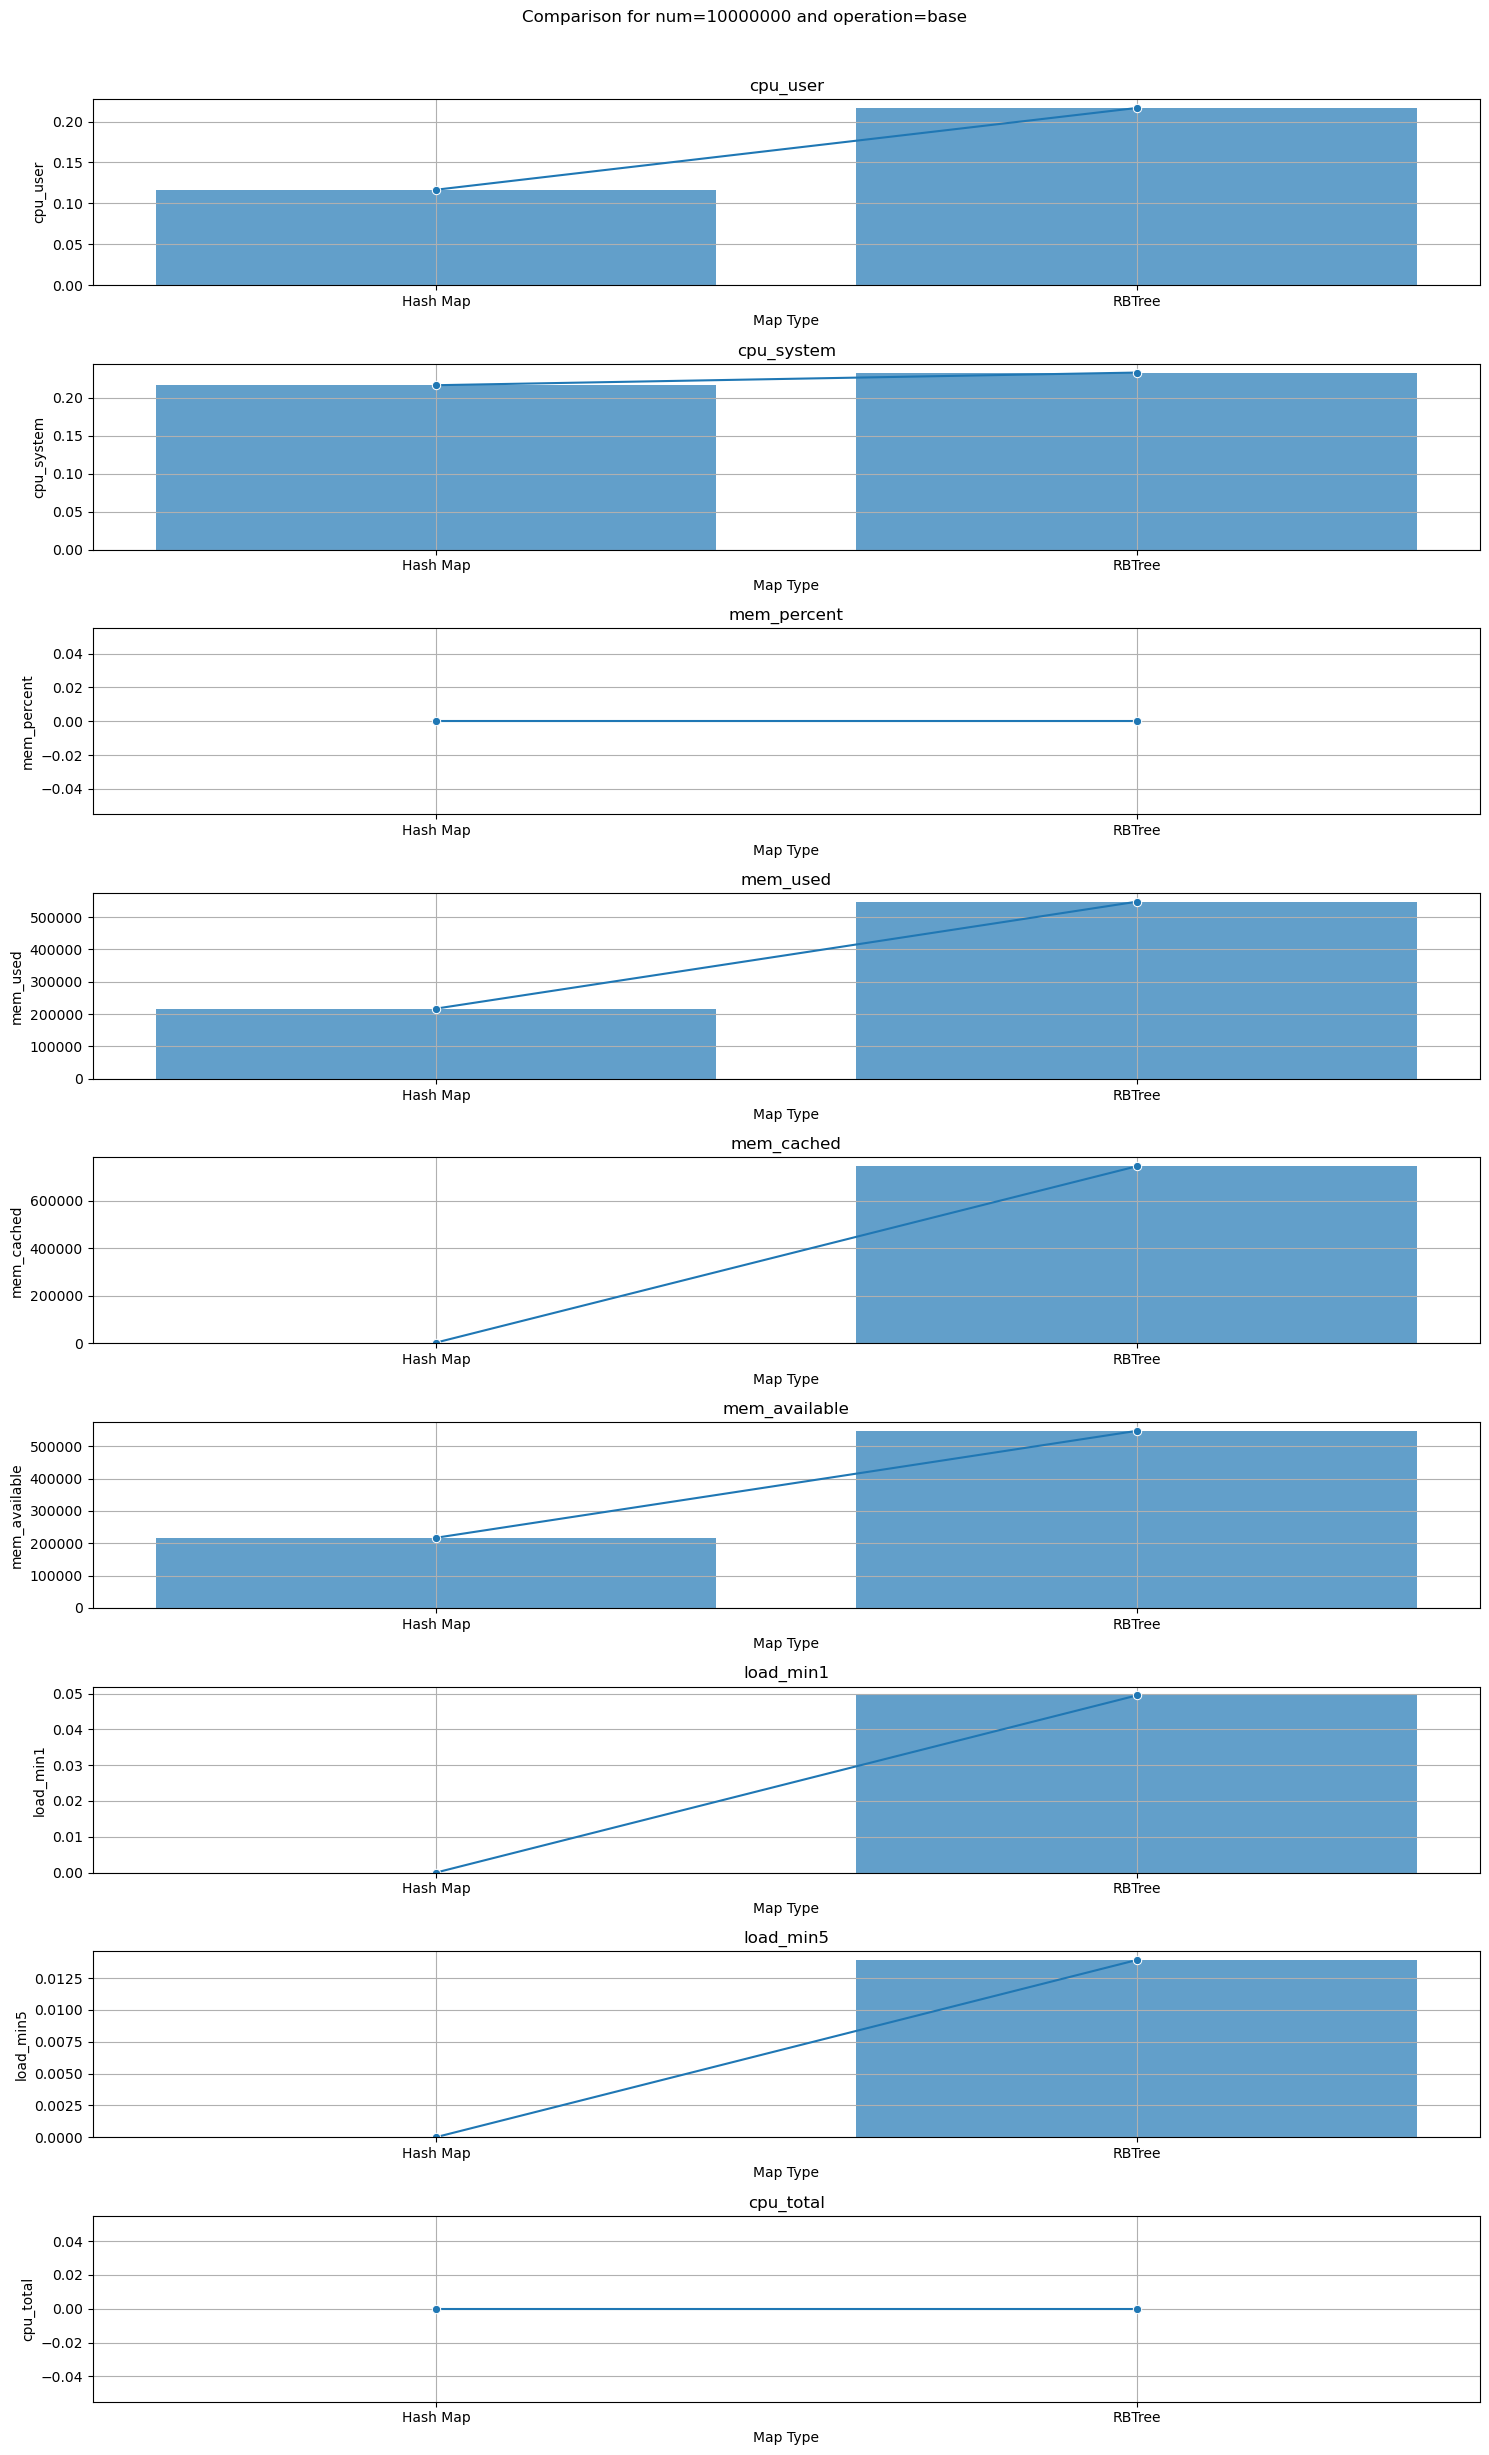 Comparison for num=10000000 and operation=base
cpu_user
0.20
0.15
0.10
0.05
0.00
cpu_user
Hash Map RBTree
Map Type
cpu_system
0.20
0.15
0.10
0.05
0.00
cpu_system
Hash Map RBTree
Map Type
mem_percent
0.04
0.02
0.00
−0.02
−0.04
mem_percent
Hash Map RBTree
Map Type
mem_used
500000
400000
300000
200000
100000
0
mem_used
Hash Map RBTree
Map Type
mem_cached
600000
400000
200000
0
mem_cached
Hash Map RBTree
Map Type
mem_available
500000
400000
300000
200000
100000
0
mem_available
Hash Map RBTree
Map Type
load_min1
0.05
0.04
0.03
0.02
0.01
0.00
load_min1
Hash Map RBTree
Map Type
load_min5
0.0125
0.0100
0.0075
0.0050
0.0025
0.0000
load_min5
Hash Map RBTree
Map Type
cpu_total
0.04
0.02
0.00
−0.02
−0.04
cpu_total
Hash Map RBTree
Map Type